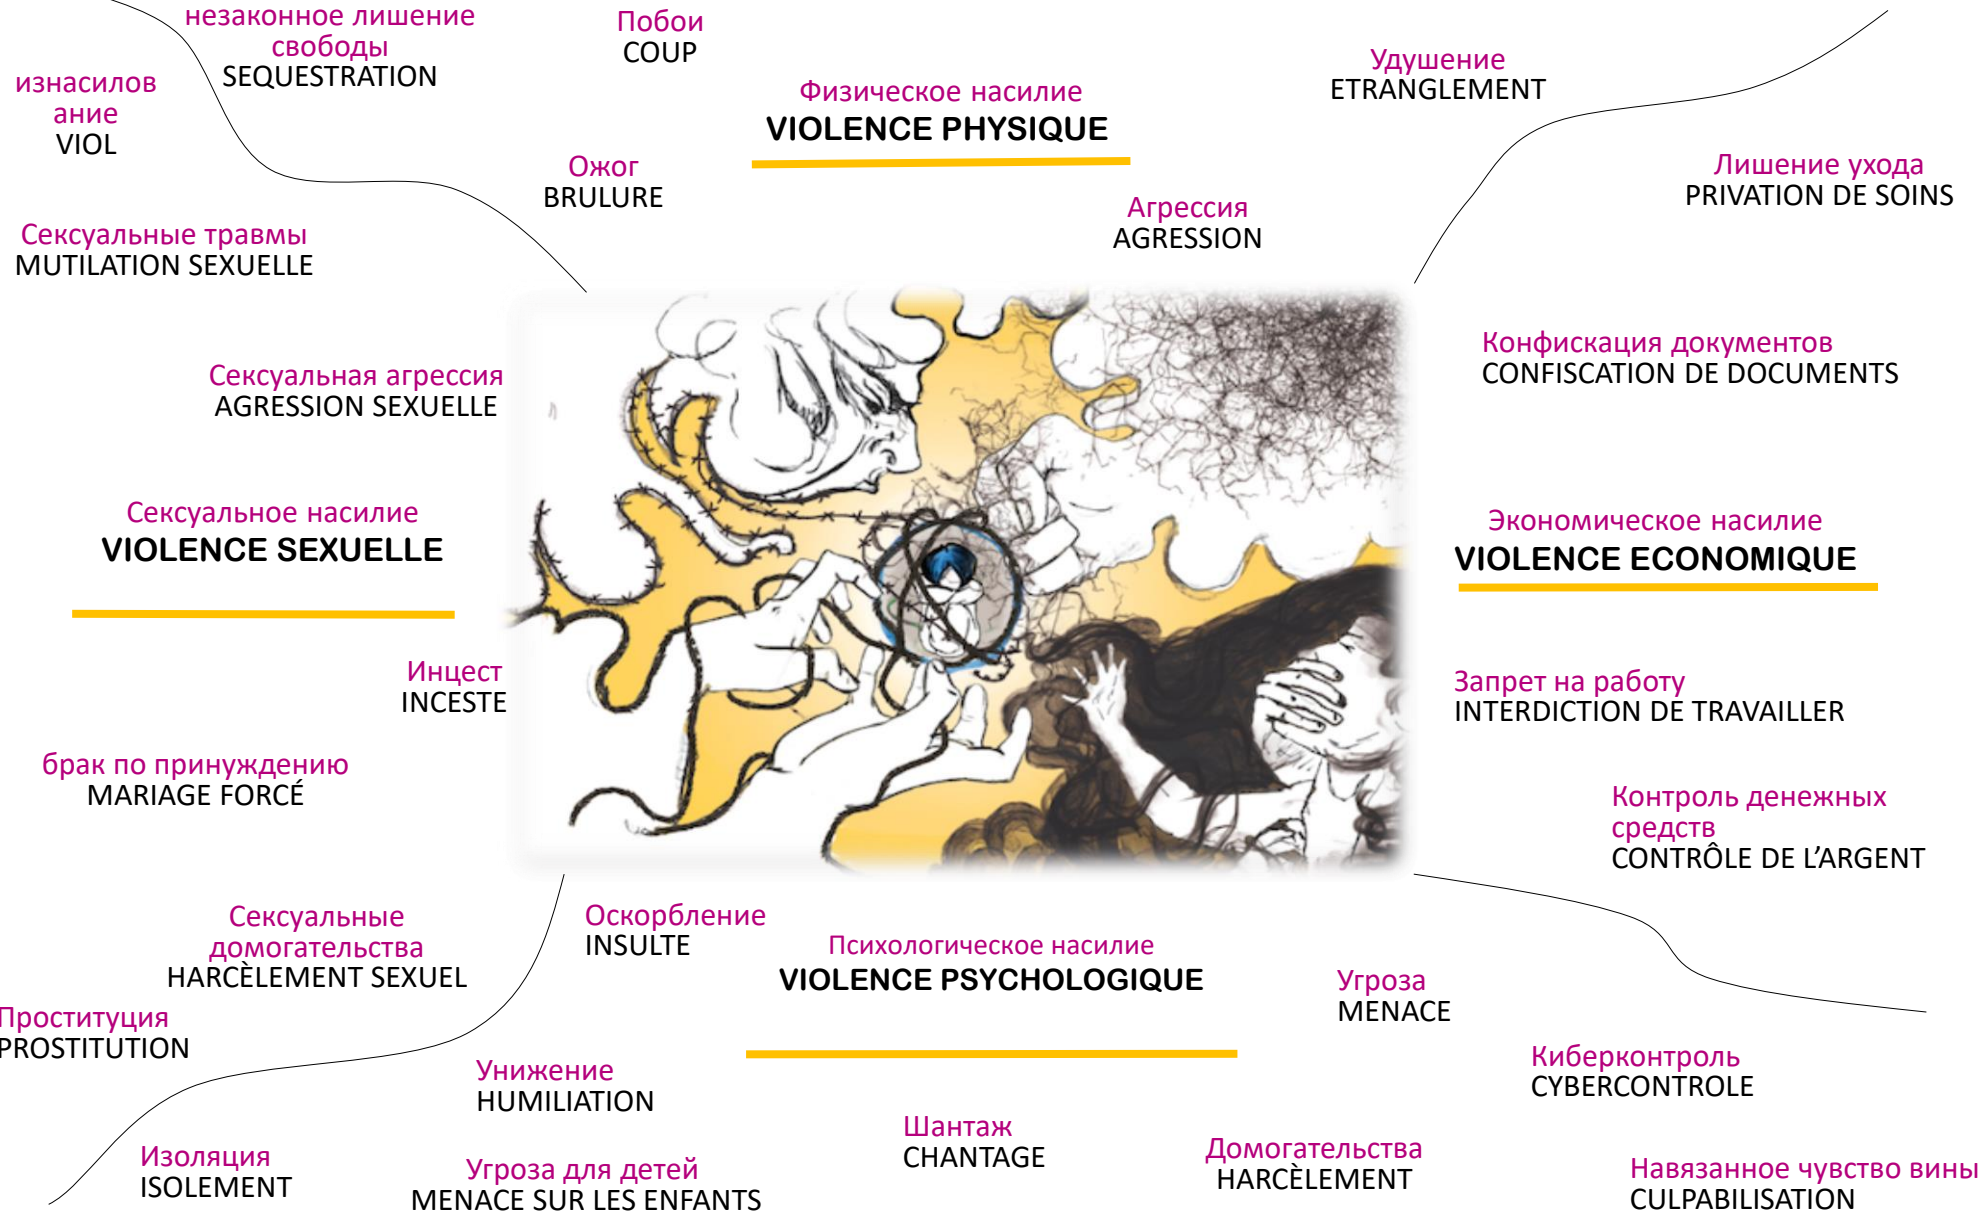 незаконное лишение
свободы
SEQUESTRATION
Побои
COUP
Удушение
ETRANGLEMENT
изнасилов
ание
VIOL
Физическое насилие
VIOLENCE PHYSIQUE
Ожог
BRULURE
Лишение ухода
PRIVATION DE SOINS
Агрессия
AGRESSION
Сексуальные травмы
MUTILATION SEXUELLE
Конфискация документов
CONFISCATION DE DOCUMENTS
Сексуальная агрессия
AGRESSION SEXUELLE
Сексуальное насилие
VIOLENCE SEXUELLE
Экономическое насилие
VIOLENCE ECONOMIQUE
Инцест
INCESTE
Запрет на работу
INTERDICTION DE TRAVAILLER
брак по принуждению
MARIAGE FORCÉ
Контроль денежных
средств
CONTRÔLE DE L’ARGENT
Сексуальные
домогательства
HARCÈLEMENT SEXUEL
Оскорбление
INSULTE
Психологическое насилие
VIOLENCE PSYCHOLOGIQUE
Угроза
MENACE
Проституция
PROSTITUTION
Унижение
HUMILIATION
Киберконтроль
CYBERCONTROLE
Шантаж
CHANTAGE
Домогательства
HARCÈLEMENT
Изоляция
ISOLEMENT
Угроза для детей
MENACE SUR LES ENFANTS
Навязанное чувство вины
CULPABILISATION